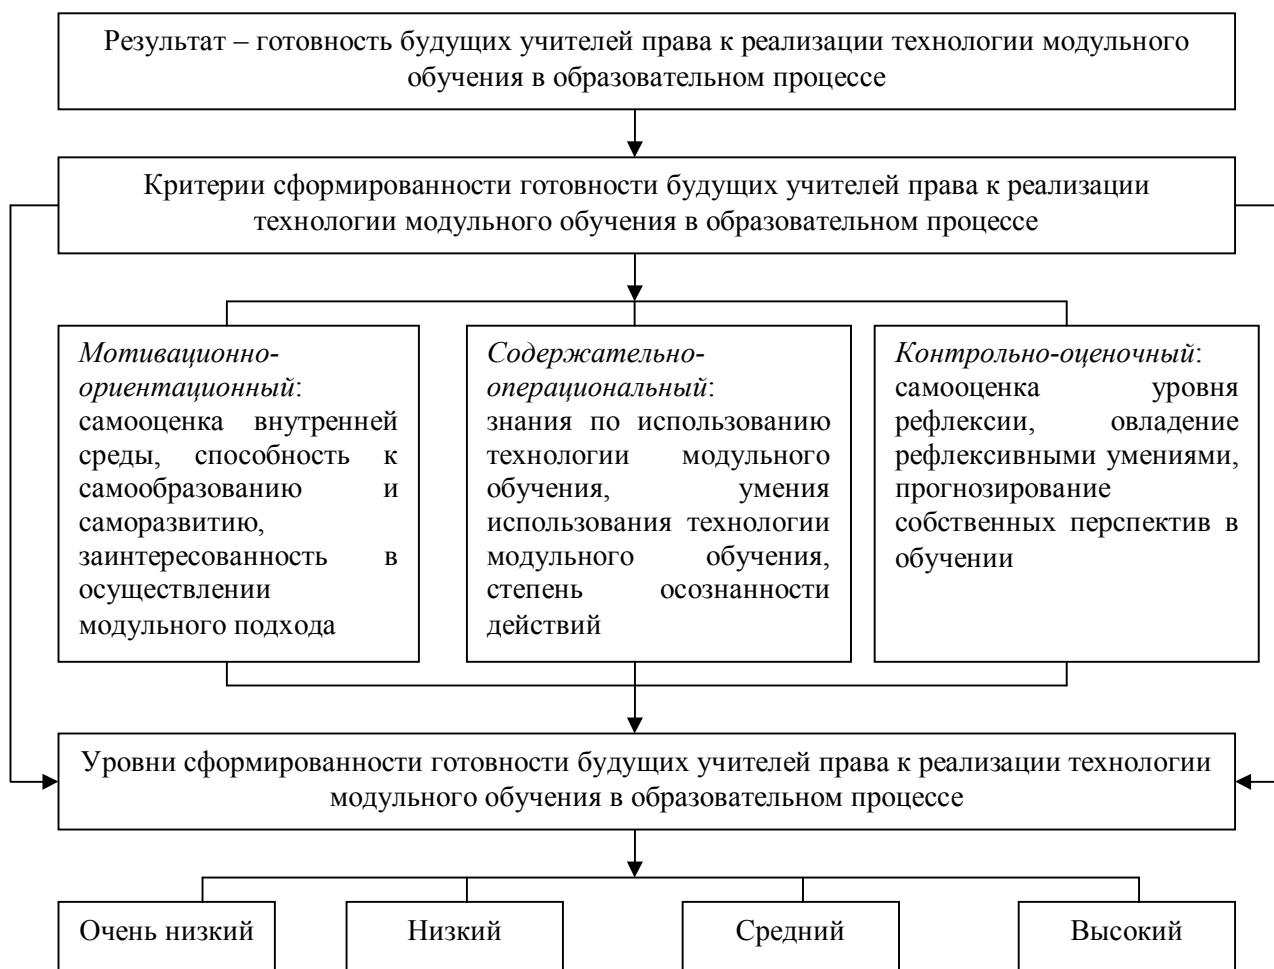 Результат – готовность будущих учителей права к реализации технологии модульного
обучения в образовательном процессе
Критерии сформированности готовности будущих учителей права к реализации
технологии модульного обучения в образовательном процессе
Мотивационно-
ориентационный:
самооценка внутренней
среды, способность к
самообразованию и
саморазвитию,
заинтересованность в
осуществлении
модульного подхода
Содержательно-
операциональный:
знания по использованию
технологии модульного
обучения, умения
использования технологии
модульного обучения,
степень осознанности
действий
Контрольно-оценочный:
самооценка уровня
рефлексии, овладение
рефлексивными умениями,
прогнозирование
собственных перспектив в
обучении
Уровни сформированности готовности будущих учителей права к реализации технологии
модульного обучения в образовательном процессе
Очень низкий
Низкий
Средний
Высокий